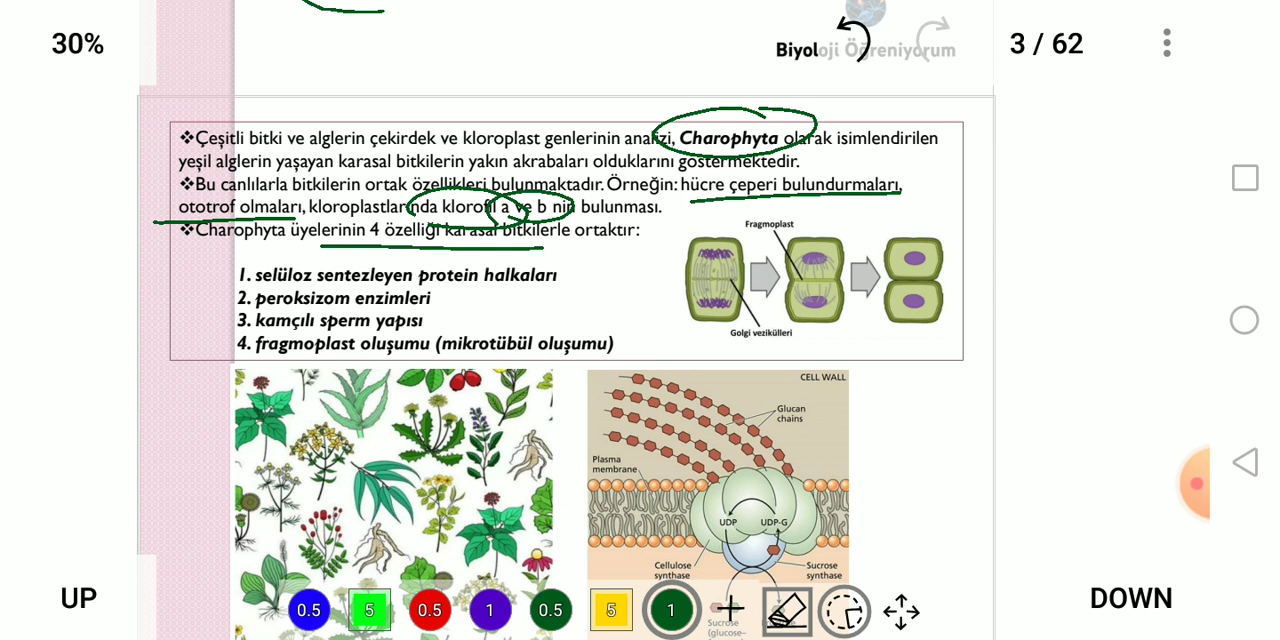 30%
Biyoloji Öğreniyorum
3 / 62
❖Çeşitli bitki ve alglerin çekirdek ve kloroplast genlerinin analizi, Charophyta olarak isimlendirilen
yeşil alglerin yaşayan karasal bitkilerin yakın akrabaları olduklarını göstermektedir.
❖Bu canlılarla bitkilerin ortak özellikleri bulunmaktadır. Örneğin: hücre çeperi bulundurmaları,
ototrof olmaları, kloroplastlarında klorofil a ve b nin bulunması.
❖Charophyta üyelerinin 4 özelliği karasal bitkilerle ortaktır:
1. selüloz sentezleyen protein halkaları
2. peroksizom enzimleri
3. kamçılı sperm yapısı
4. fragmoplast oluşumu (mikrotübül oluşumu)
Fragmoplast
Golgi vezikülleri
CELL WALL
Glucan
chains
Plasma
membrane
UDP
UDP-G
Cellulose
synthase
Sucrose
synthase
Sucrose
(glucose–
UP
0.5
5
0.5
1
0.5
5
1
DOWN